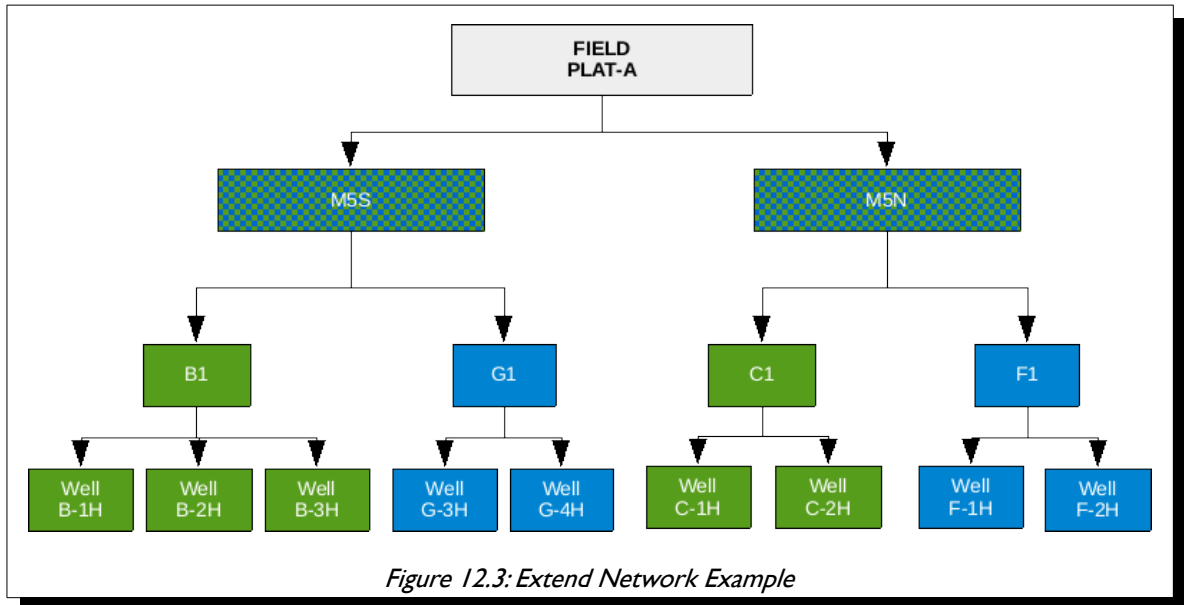 FIELD
PLAT-A
M5S
M5N
B1
G1
C1
F1
Well
B-1H
Well
B-2H
Well
B-3H
Well
G-3H
Well
G-4H
Well
C-1H
Well
C-2H
Well
F-1H
Well
F-2H
Figure 12.3: Extend Network Example